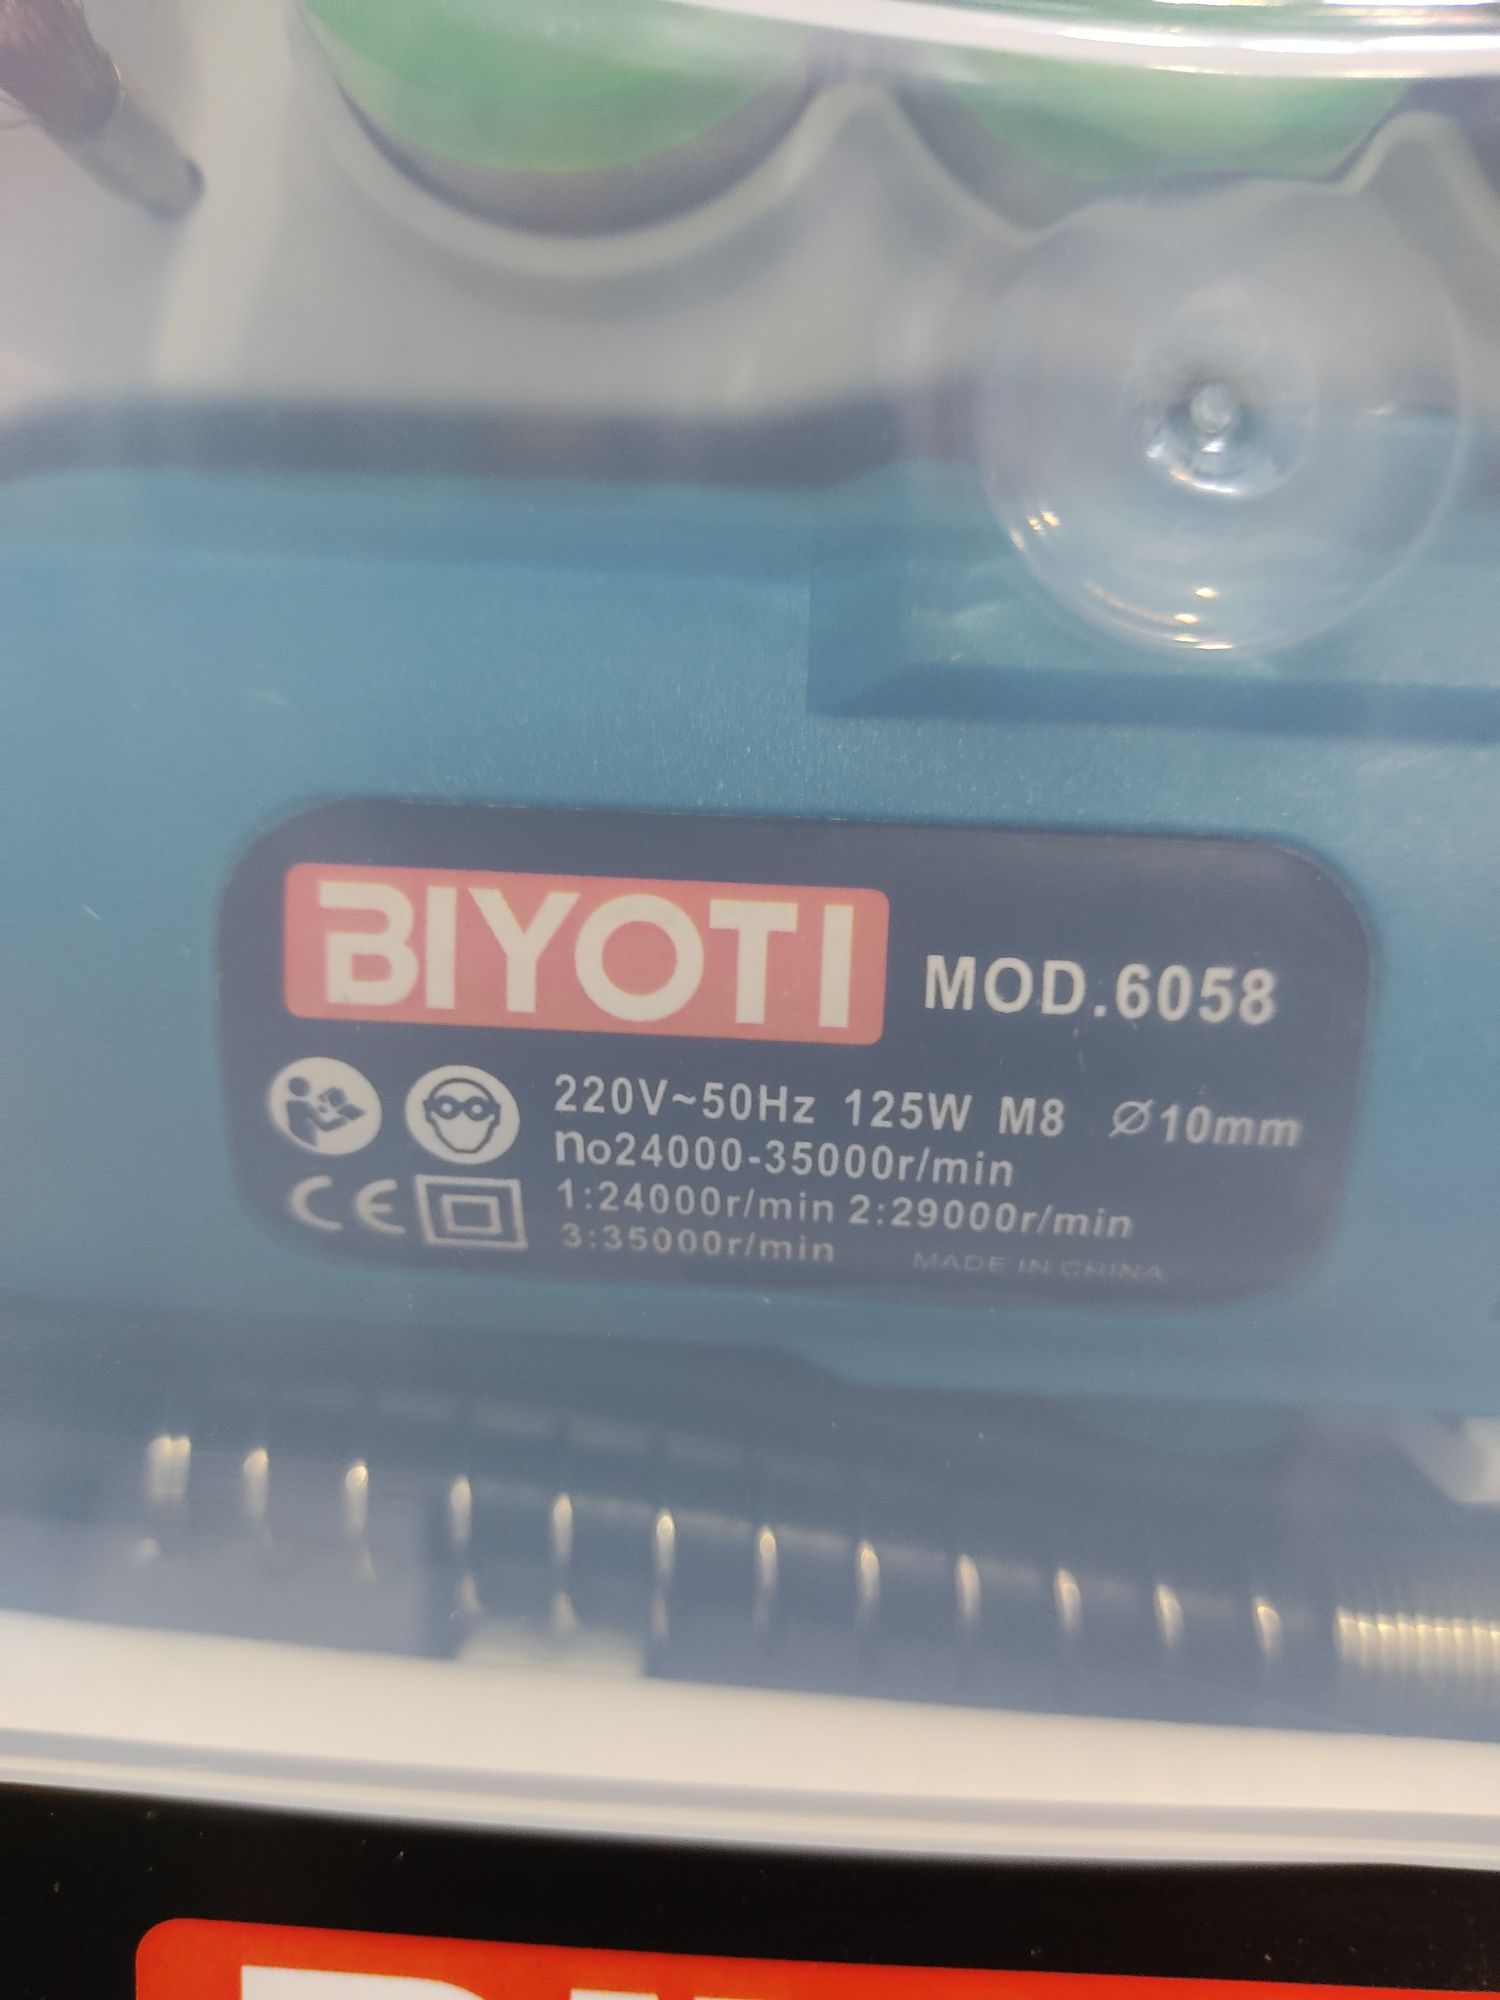 BIYOTI
MOD.6058
220V~50Hz 125W M8 Ø10mm
no24000-35000r/min
1:24000r/min 2:29000r/min
3:35000r/min
MADE IN CHINA
CE